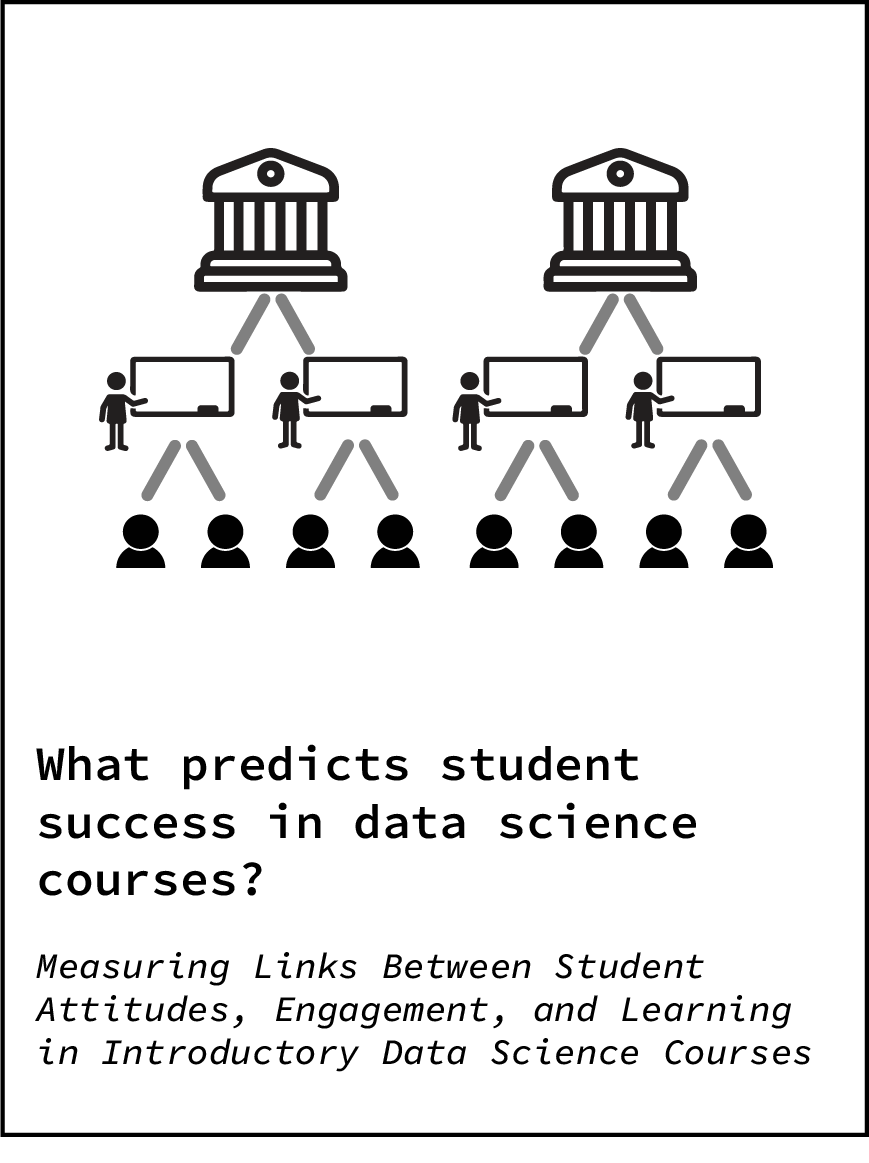 What predicts student
success in data science
courses?
Measuring Links Between Student
Attitudes, Engagement, and Learning
in Introductory Data Science Courses